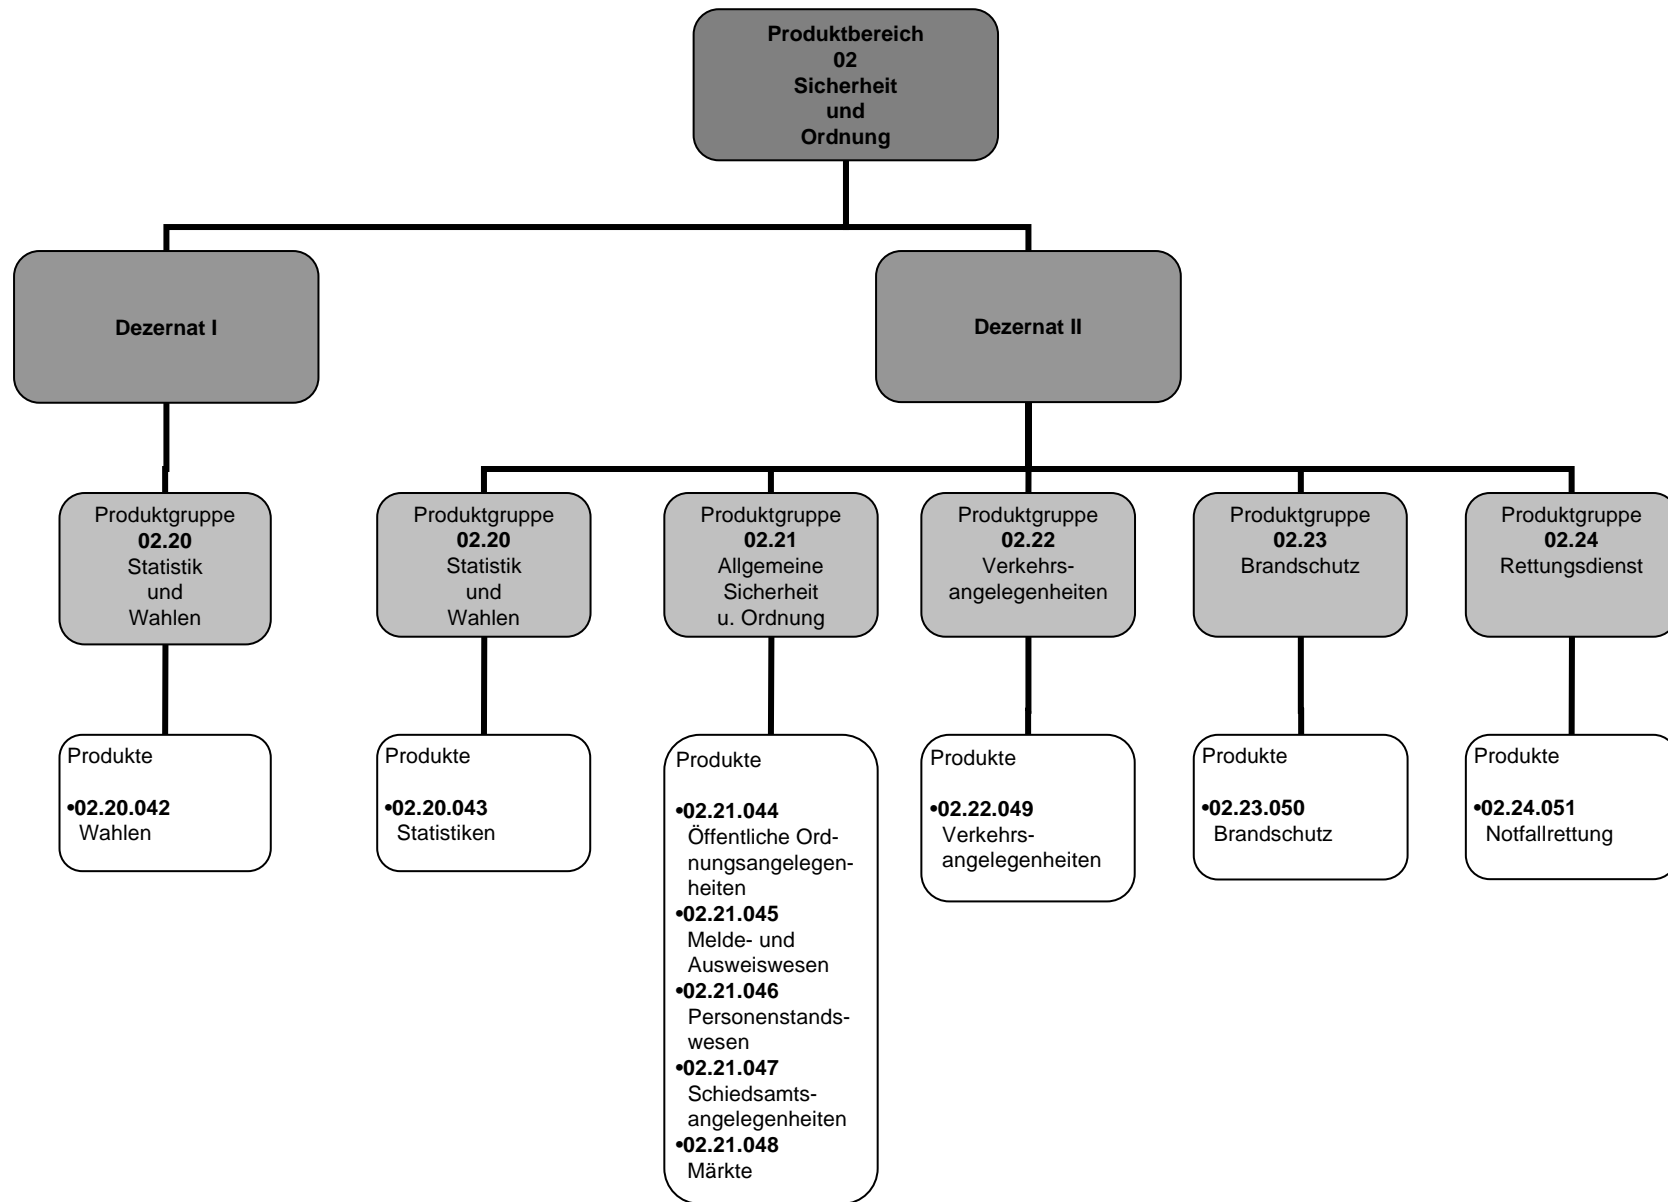 Produktbereich
02
Sicherheit
und
Ordnung
Dezernat I
Dezernat II
Produktgruppe
02.20
Statistik
und
Wahlen
Produktgruppe
02.20
Statistik
und
Wahlen
Produktgruppe
02.21
Allgemeine
Sicherheit
u. Ordnung
Produktgruppe
02.22
Verkehrs-
angelegenheiten
Produktgruppe
02.23
Brandschutz
Produktgruppe
02.24
Rettungsdienst
Produkte
•02.20.042
Wahlen
Produkte
•02.20.043
Statistiken
Produkte
•02.21.044
Öffentliche Ord-
nungsangelegen-
heiten
•02.21.045
Melde- und
Ausweiswesen
•02.21.046
Personenstands-
wesen
•02.21.047
Schiedsamts-
angelegenheiten
•02.21.048
Märkte
Produkte
•02.22.049
Verkehrs-
angelegenheiten
Produkte
•02.23.050
Brandschutz
Produkte
•02.24.051
Notfallrettung